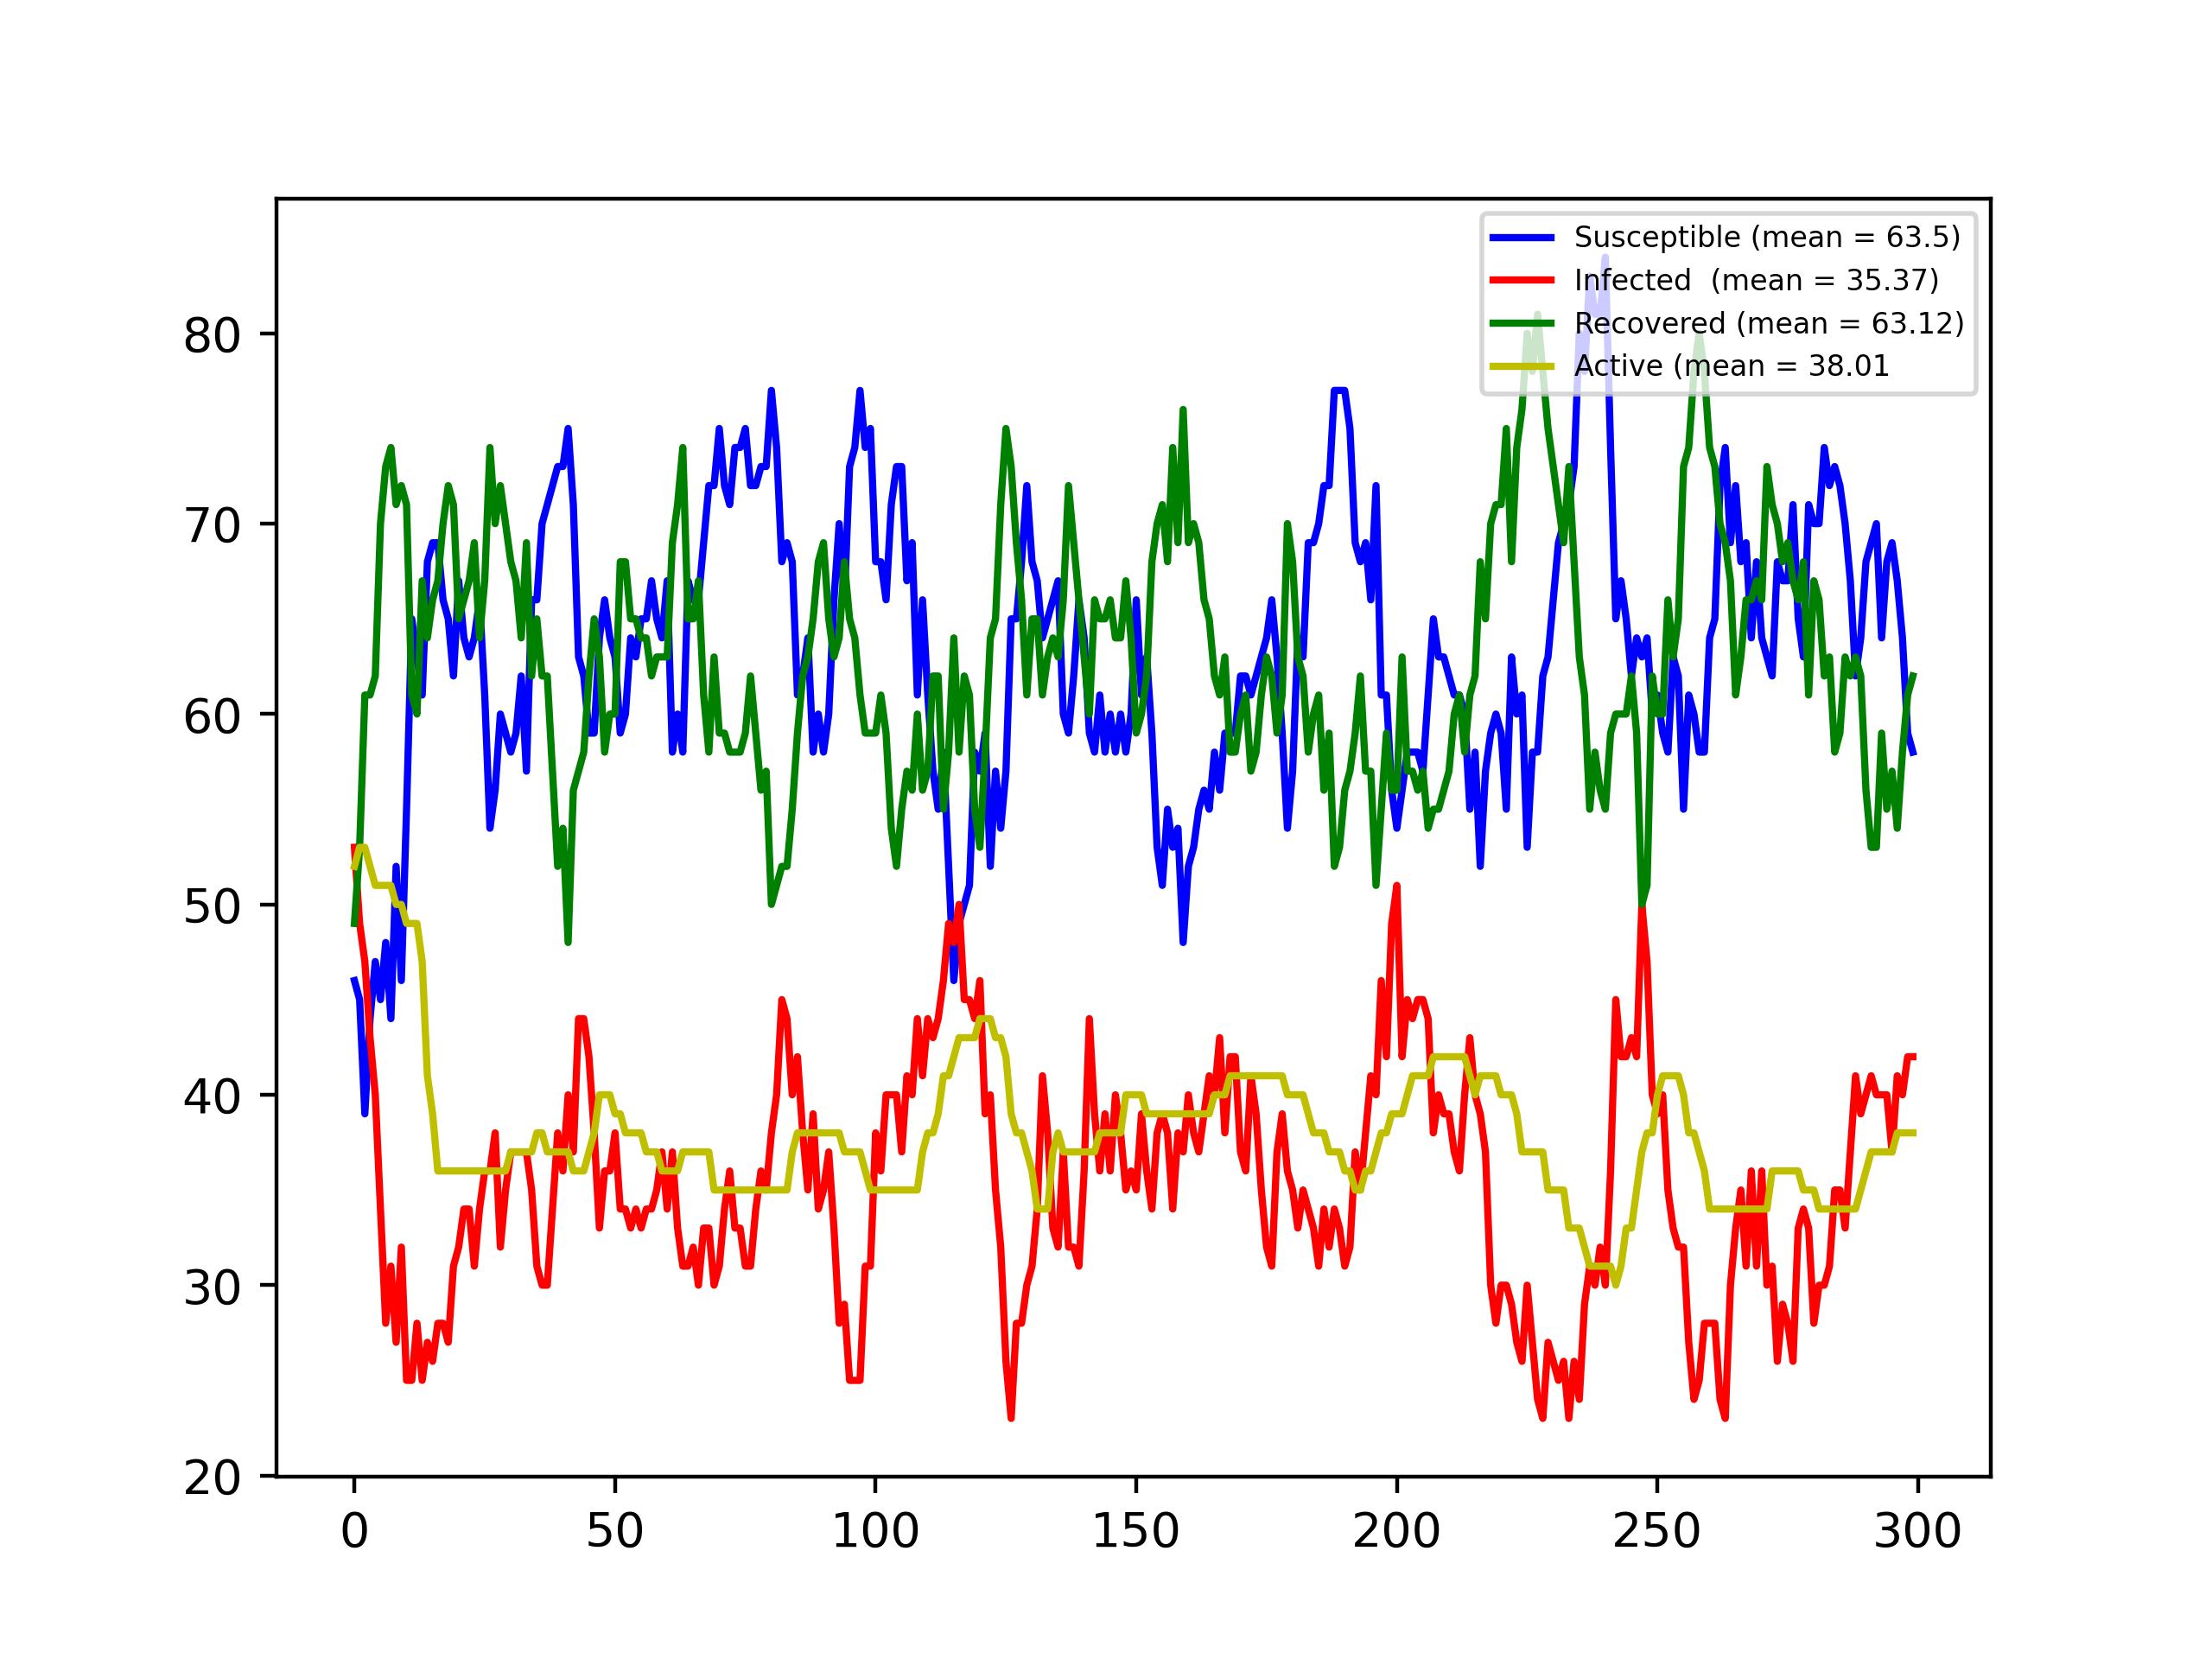 Susceptible (mean = 63.5)
Infected  (mean = 35.37)
Recovered (mean = 63.12)
Active (mean = 38.01
80
70
60
50
40
30
20
0 50 100 150 200 250 300